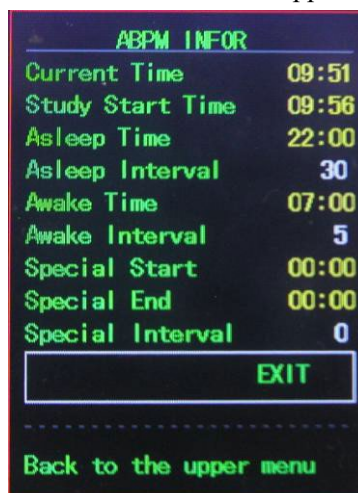 ABPM INFOR
Current Time 09:51
Study Start Time 09:56
Asleep Time 22:00
Asleep Interval 30
Awake Time 07:00
Awake Interval 5
Special Start 00:00
Special End 00:00
Special Interval 0
EXIT
Back to the upper menu